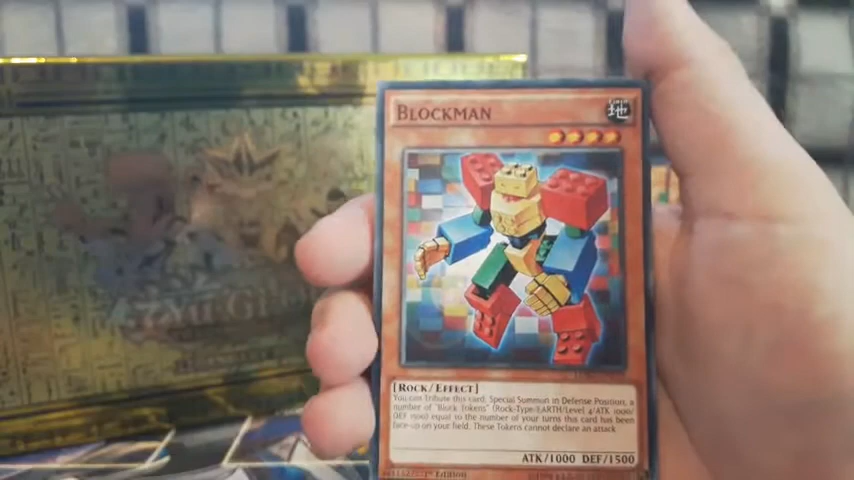 BLOCKMAN
地
[ROCK/EFFECT]
You can Tribute this card; Special Summon in Defense Position, a
number of "Block Tokens" (Rock-Type/EARTH/Level 4/ATK 1000/
DEF 1500) equal to the number of your turns this card has been
face-up on your field. These Tokens cannot declare an attack.
ATK/1000 DEF/1500
1st Edition